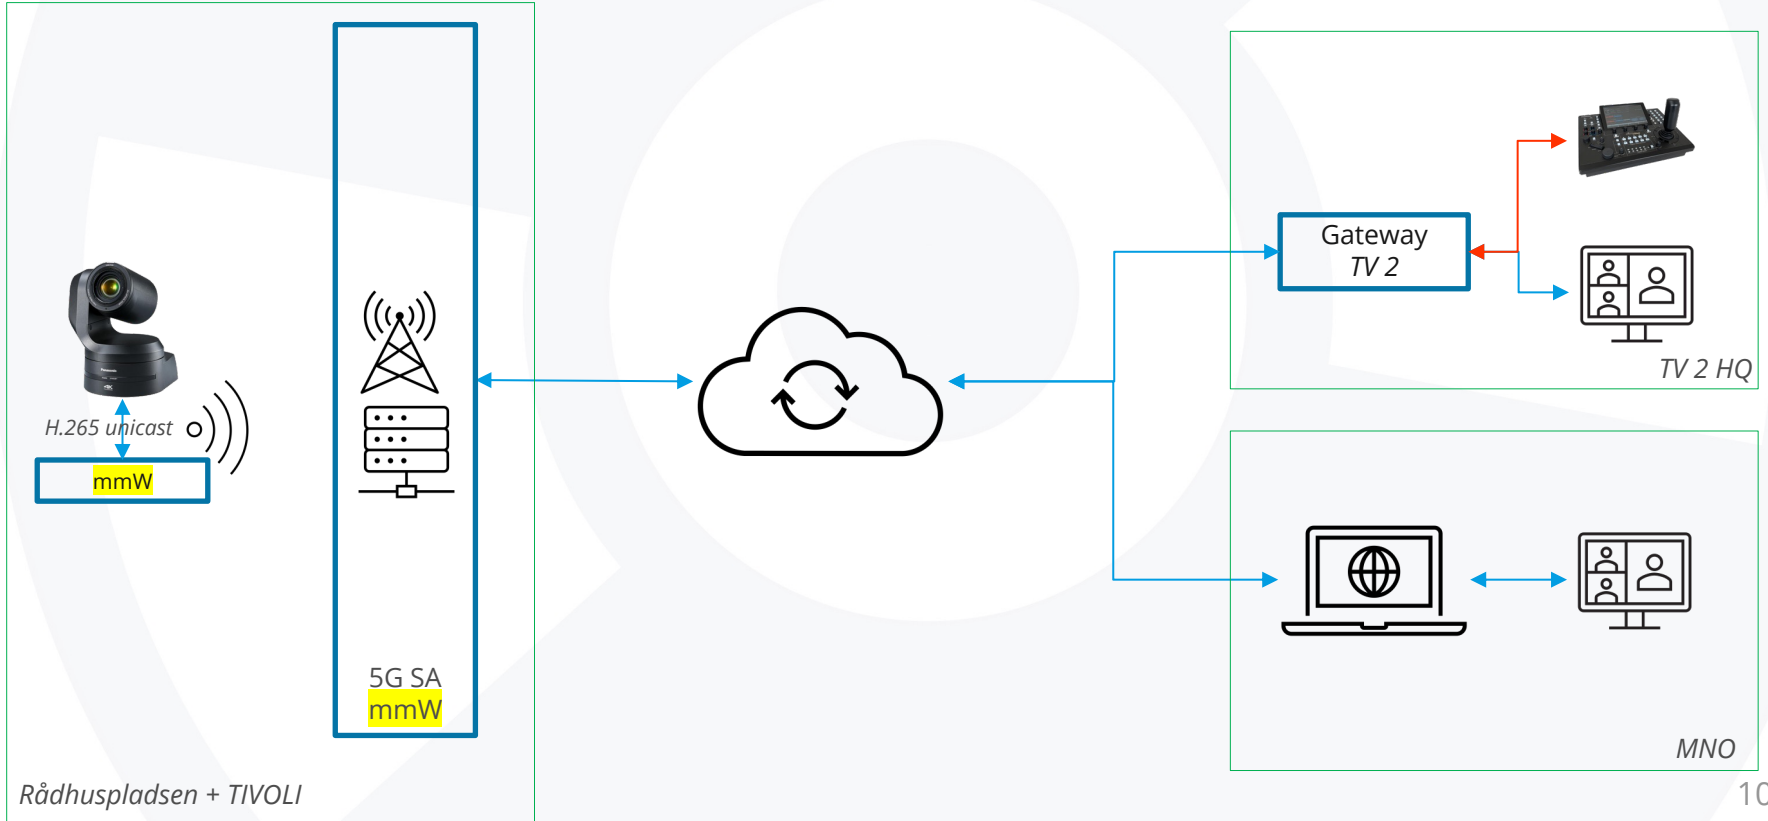 H.265 unicast
mmW
5G SA
mmW
Rådhuspladsen + TIVOLI
Gateway
TV 2
TV 2 HQ
MNO
10